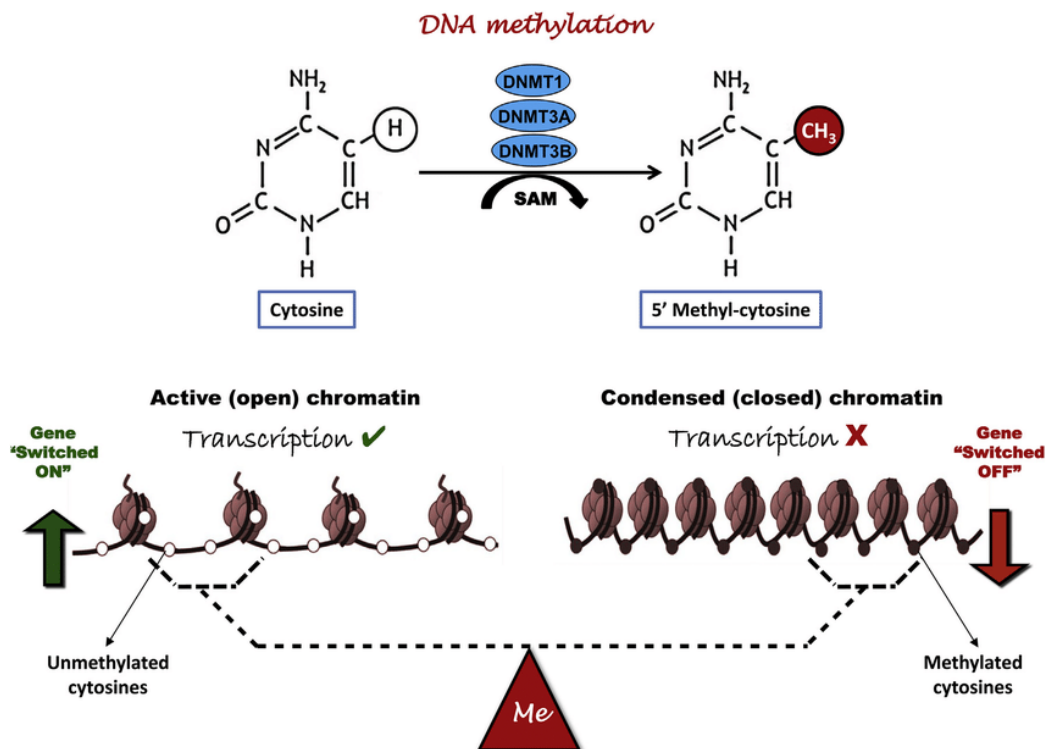 DNA methylation
NH2
H
N
C
C
C
CH
O
N
H
DNMT1
DNMT3A
DNMT3B
SAM
NH2
CH3
N
C
C
C
CH
O
N
H
Cytosine
5’ Methyl-cytosine
Active (open) chromatin
Transcription ✔
Gene
“Switched
ON”
Condensed (closed) chromatin
Transcription X
Gene
“Switched
OFF”
Unmethylated
cytosines
Methylated
cytosines
Me